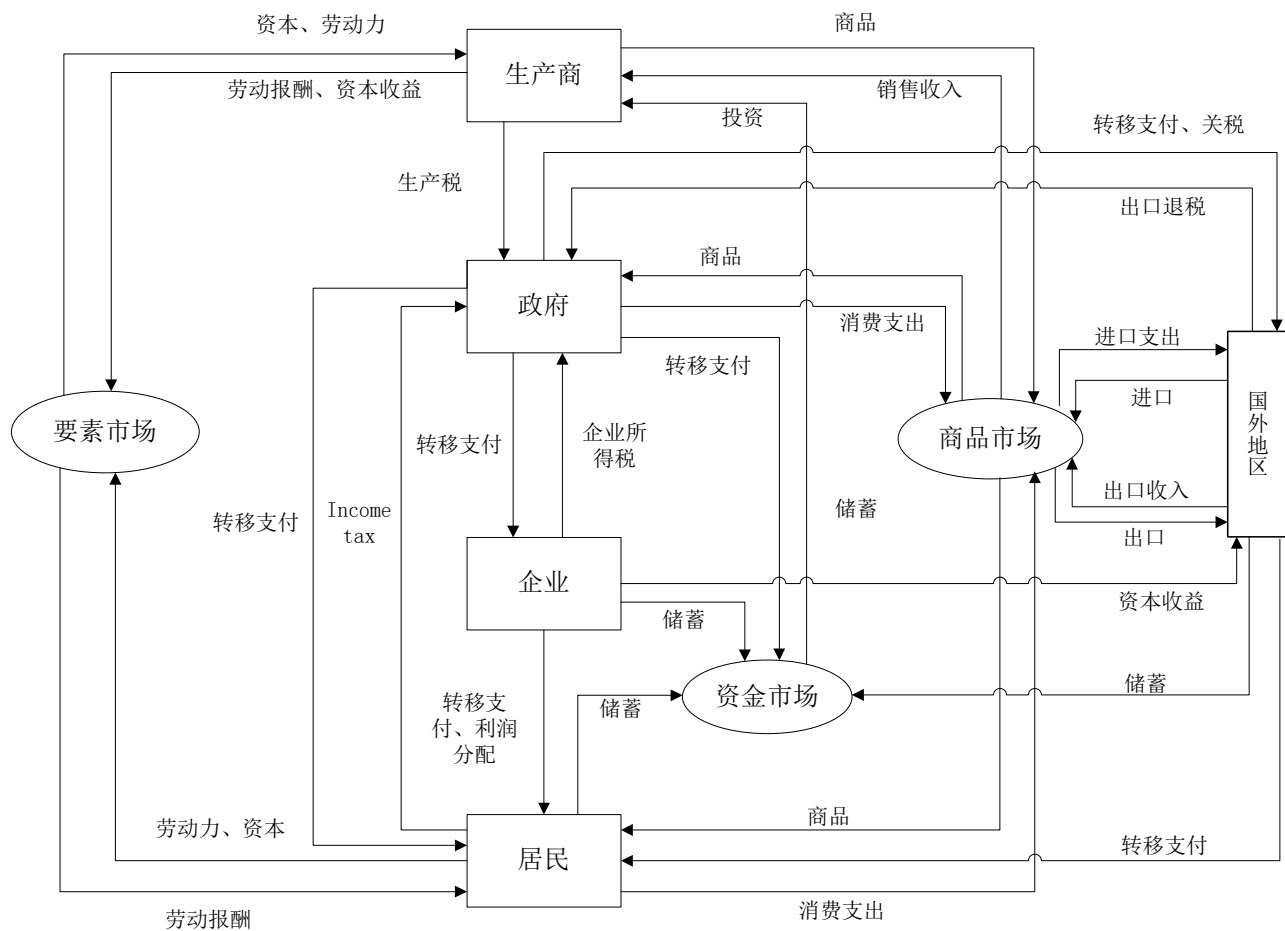 资本、劳动力
商品
生产商
劳动报酬、资本收益
销售收入
投资
转移支付、关税
生产税
出口退税
商品
政府
消费支出
转移支付
进口支出
进口
国外地区
要素市场
商品市场
转移支付
企业所
得税
出口收入
储蓄
出口
转移支付
Income
tax
企业
资本收益
储蓄
资金市场
储蓄
储蓄
转移支
付、利润
分配
商品
劳动力、资本
居民
转移支付
劳动报酬
消费支出